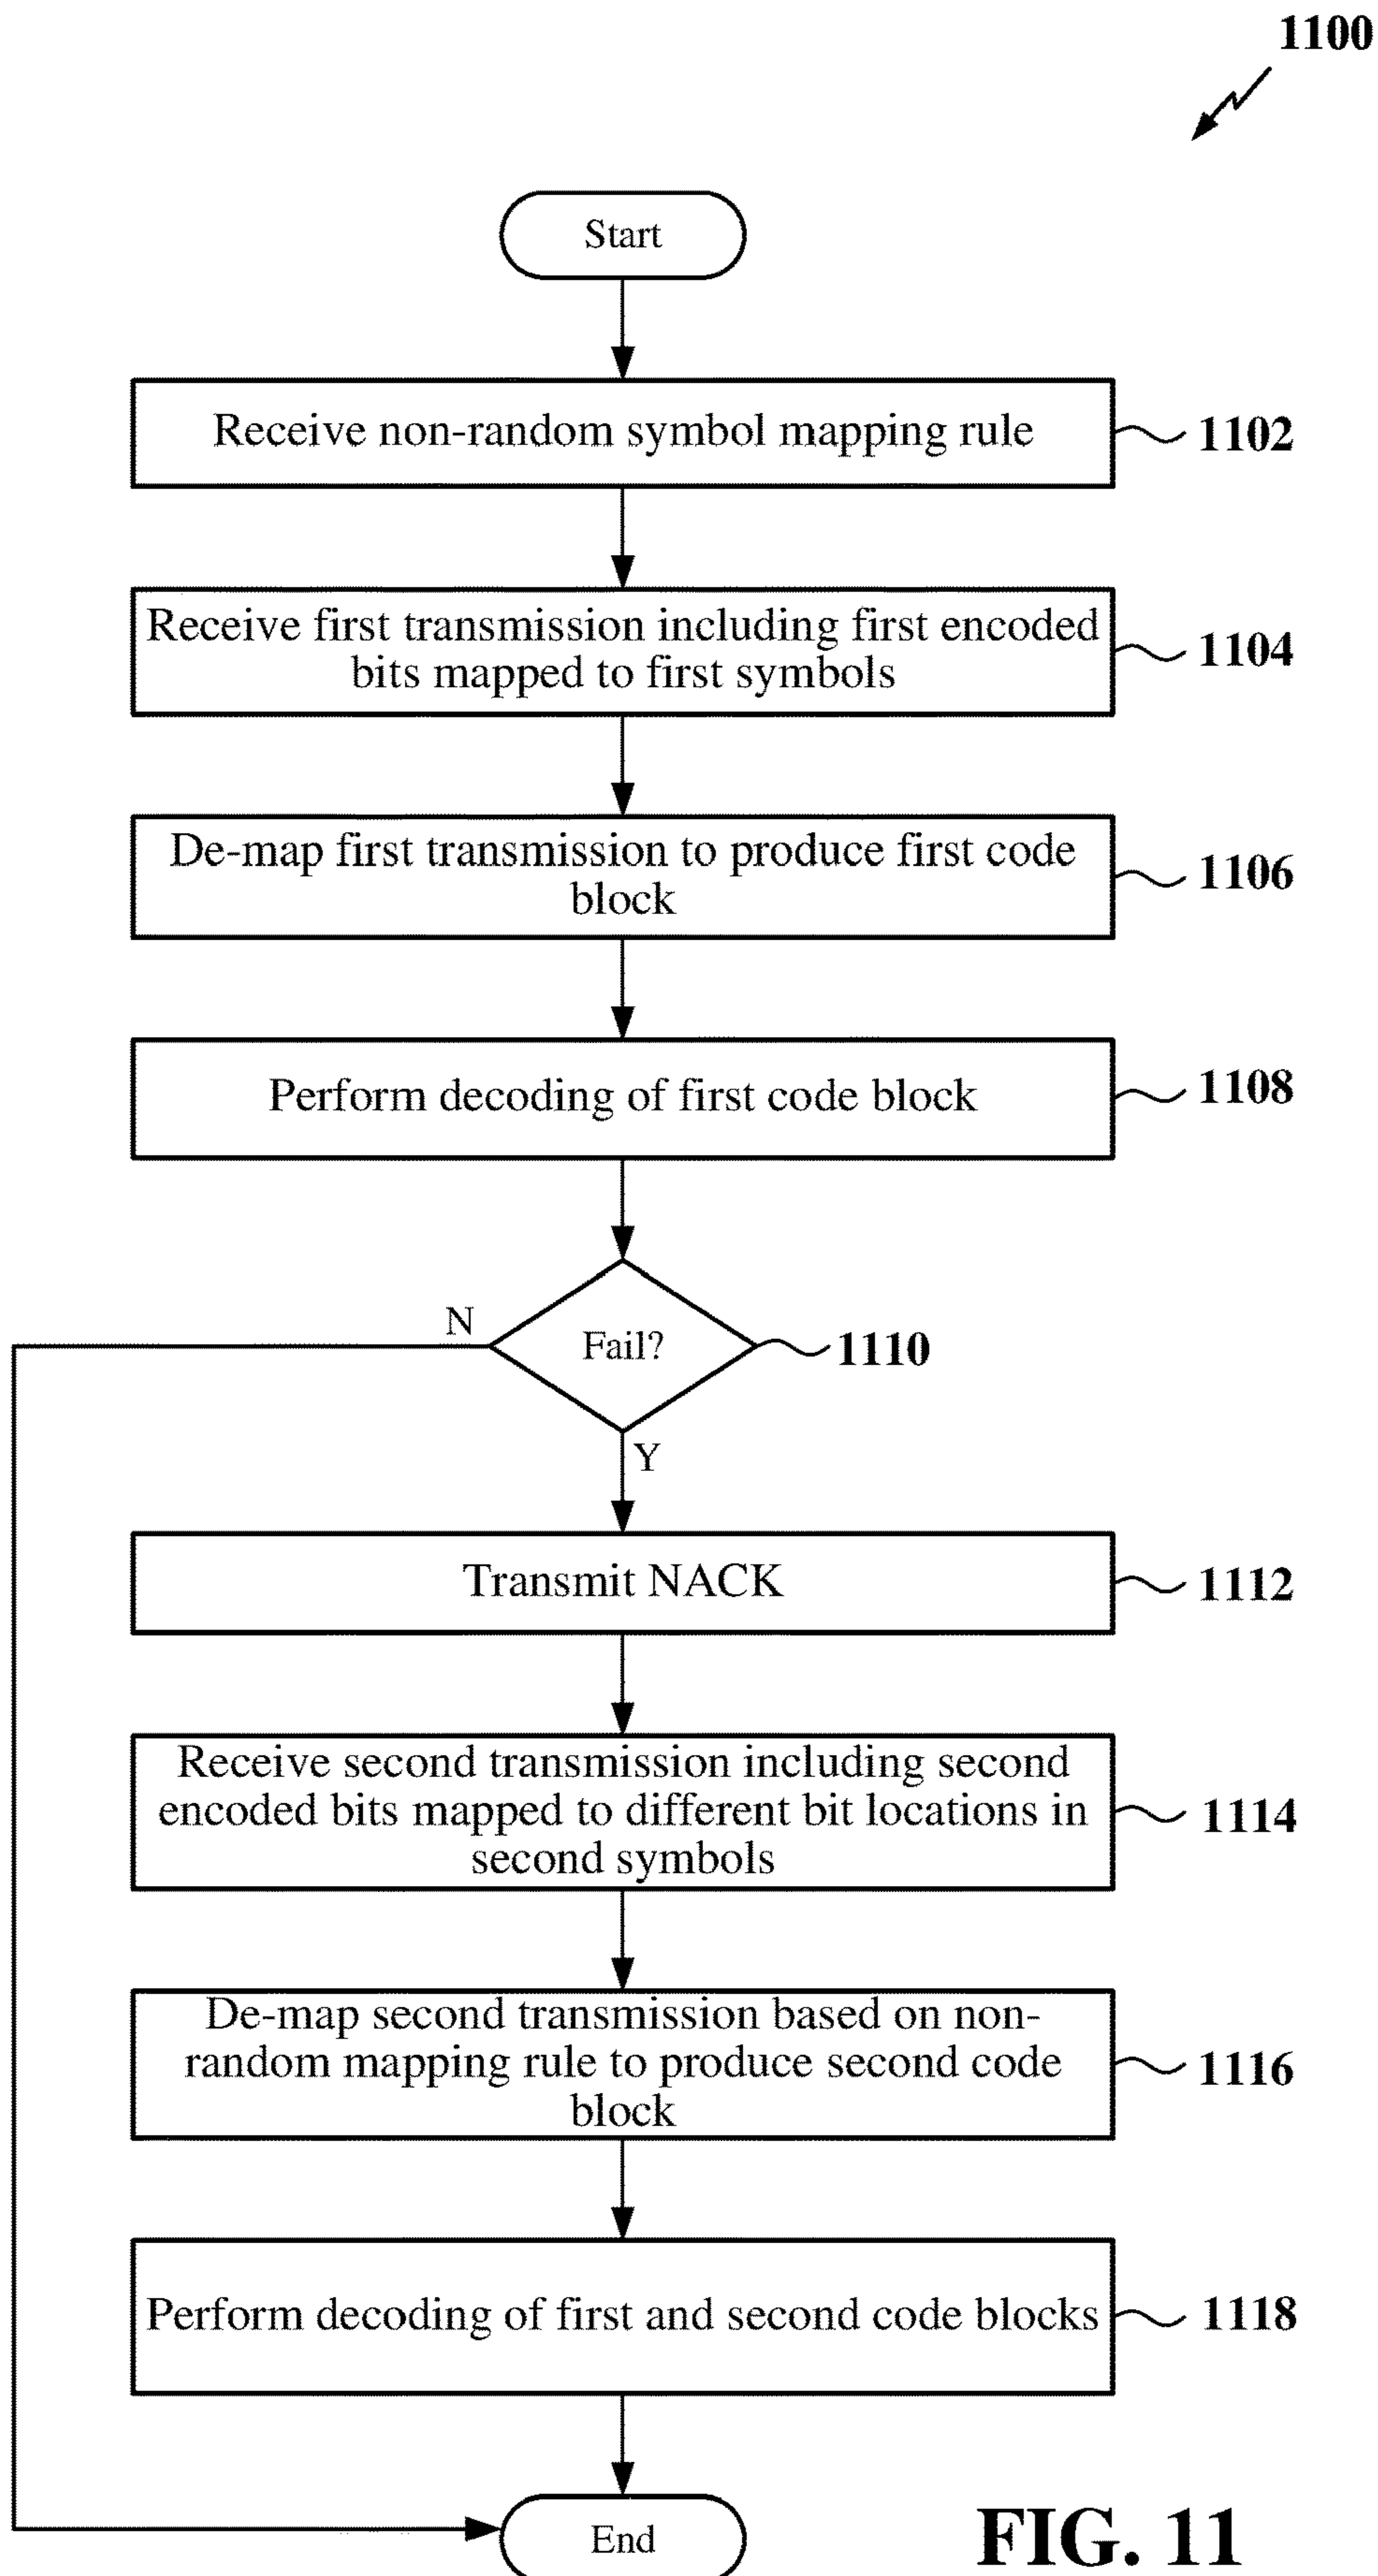 1100
Start
Receive non-random symbol mapping rule
1102
Receive first transmission including first encoded
bits mapped to first symbols
1104
De-map first transmission to produce first code
block
1106
Perform decoding of first code block
1108
N
Fail?
1110
Y
Transmit NACK
1112
Receive second transmission including second
encoded bits mapped to different bit locations in
second symbols
1114
De-map second transmission based on non-
random mapping rule to produce second code
block
1116
Perform decoding of first and second code blocks
1118
End
FIG. 11